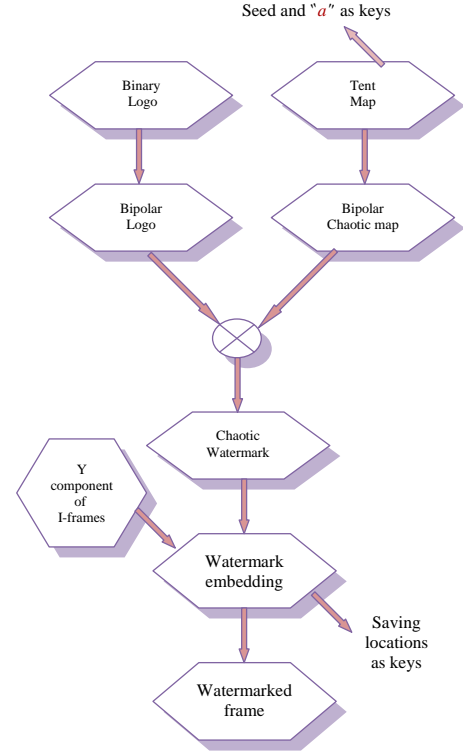 Seed and "a" as keys
Binary
Logo
Tent
Map
Bipolar
Logo
Bipolar
Chaotic map
Chaotic
Watermark
Y
component
of
I-frames
Watermark
embedding
Saving
locations
as keys
Watermarked
frame